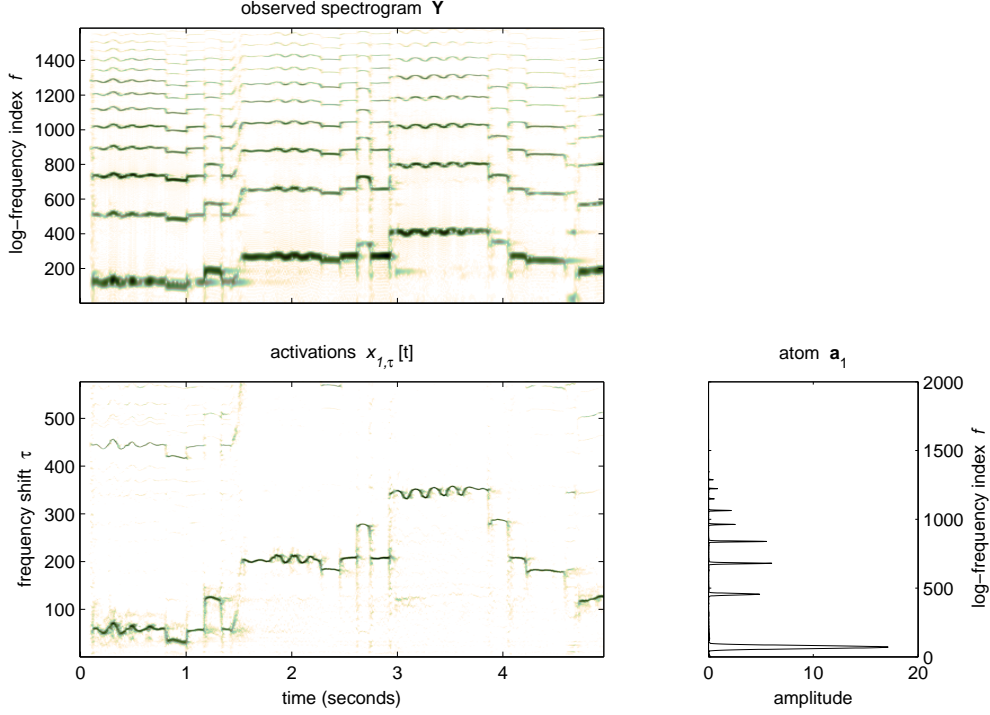 observed spectrogram Y
log−frequency index f
1400
1200
1000
800
600
400
200
activations x1,τ [t]
frequency shift τ
500
400
300
200
100
0 1 2 3 4
time (seconds)
atom a1
2000
1500
1000
500
0
log−frequency index f
0 10 20
amplitude